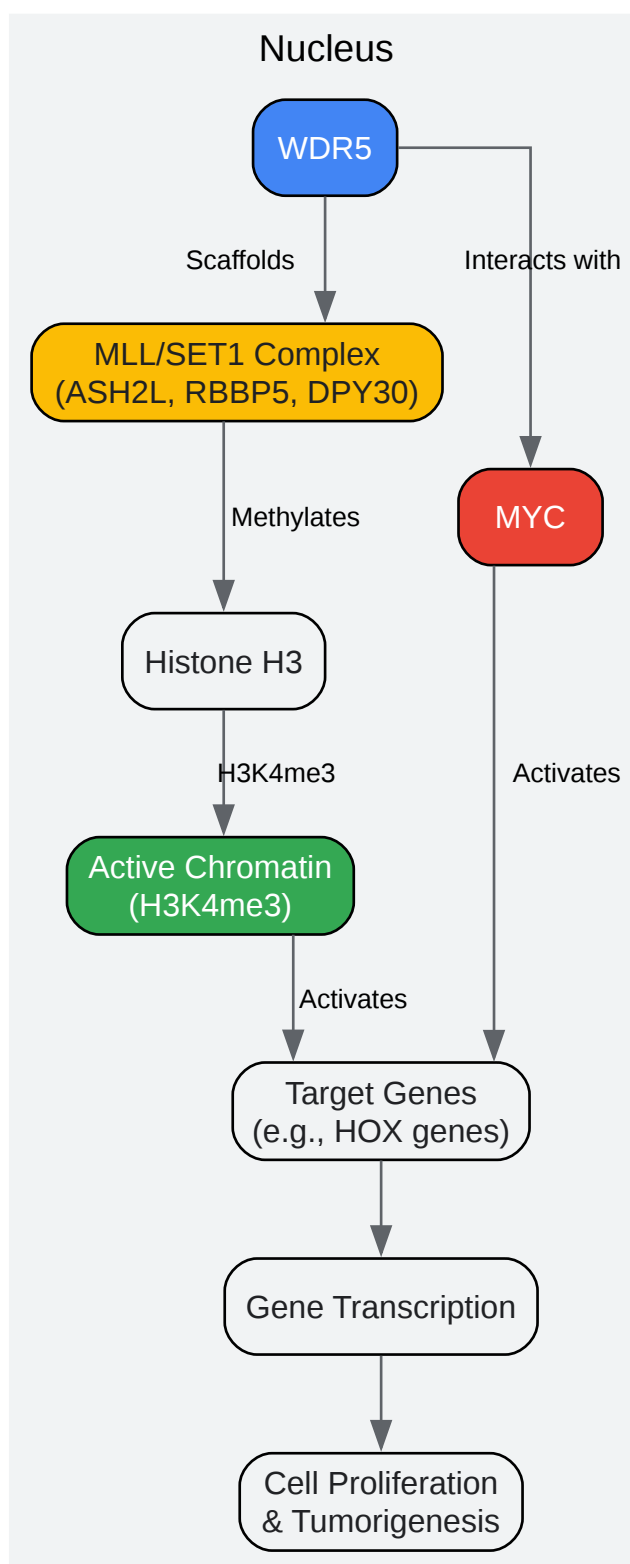 Nucleus
WDR5
Scaffolds
Interacts with
MLL/SET1 Complex
(ASH2L, RBBP5, DPY30)
MYC
Methylates
Histone H3
H3K4me3
Activates
Active Chromatin
(H3K4me3)
Activates
Target Genes
(e.g., HOX genes)
Gene Transcription
Cell Proliferation
& Tumorigenesis